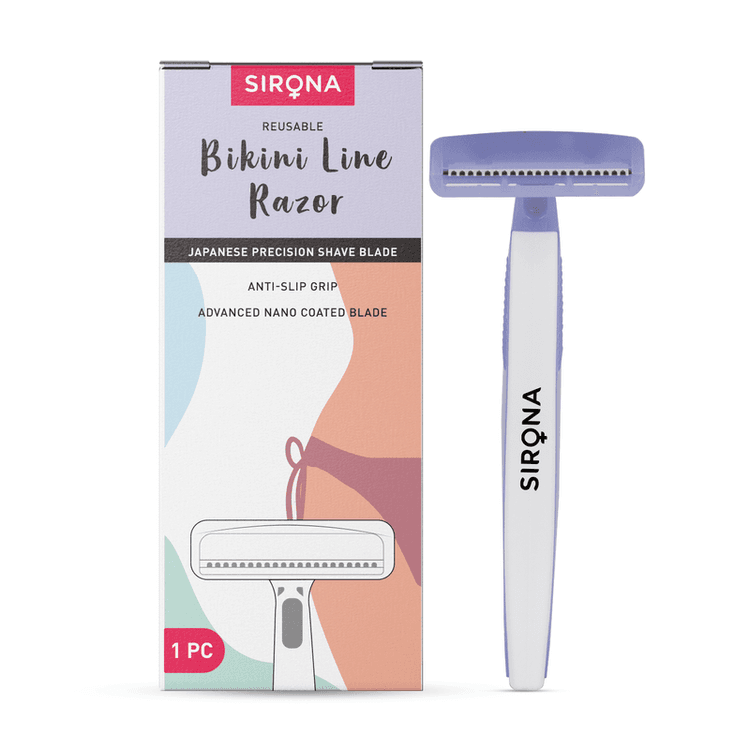 SIRONA
REUSABLE
Bikini Line
Razor
JAPANESE PRECISION SHAVE BLADE
ANTI-SLIP GRIP
ADVANCED NANO COATED BLADE
1 PC
SIRONA